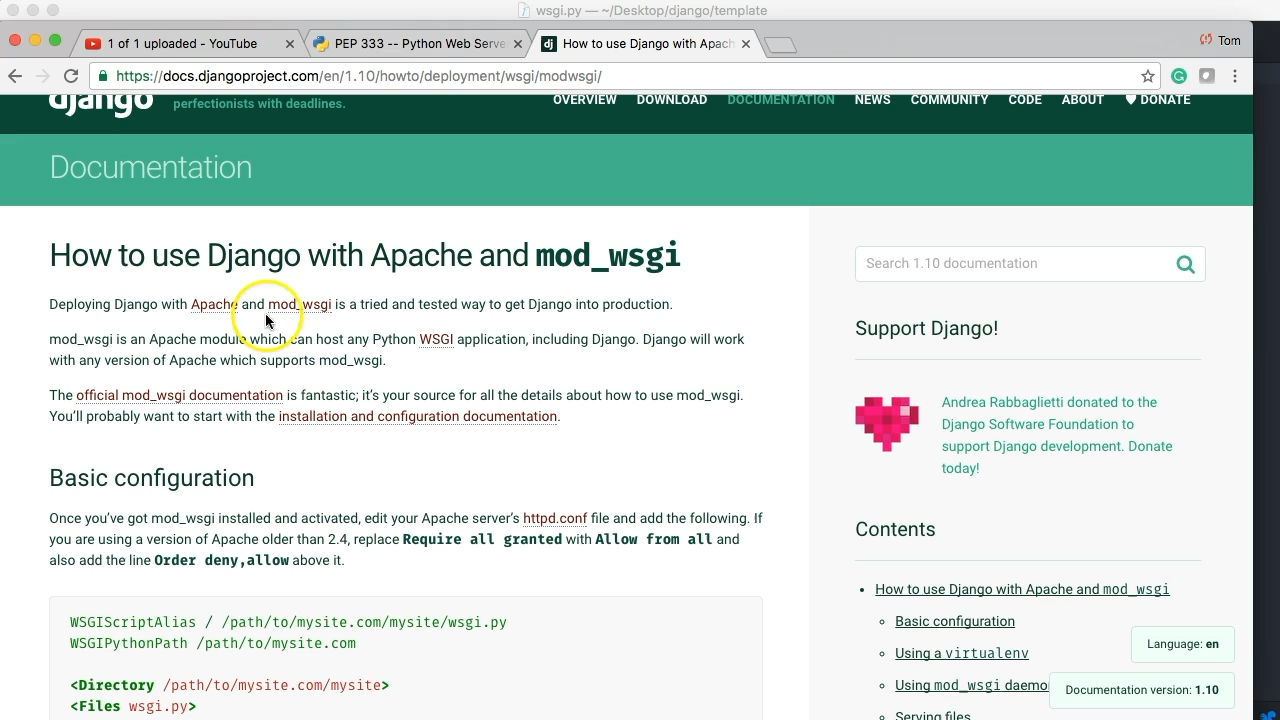 wsgi.py — ~/Desktop/django/template
1 of 1 uploaded - YouTube
PEP 333 -- Python Web Serve
How to use Django with Apach
Tom
https://docs.djangoproject.com/en/1.10/howto/deployment/wsgi/modwsgi/
django
perfectionists with deadlines.
OVERVIEW DOWNLOAD DOCUMENTATION NEWS COMMUNITY CODE ABOUT DONATE
Documentation
How to use Django with Apache and mod_wsgi
Deploying Django with Apache and mod_wsgi is a tried and tested way to get Django into production.
mod_wsgi is an Apache module which can host any Python WSGI application, including Django. Django will work
with any version of Apache which supports mod_wsgi.
The official mod_wsgi documentation is fantastic; it’s your source for all the details about how to use mod_wsgi.
You’ll probably want to start with the installation and configuration documentation.
Basic configuration
Once you’ve got mod_wsgi installed and activated, edit your Apache server’s httpd.conf file and add the following. If
you are using a version of Apache older than 2.4, replace Require all granted with Allow from all and
also add the line Order deny,allow above it.
WSGIScriptAlias / /path/to/mysite.com/mysite/wsgi.py
WSGIPythonPath /path/to/mysite.com
<Directory /path/to/mysite.com/mysite>
<Files wsgi.py>
Search 1.10 documentation
Support Django!
Andrea Rabbaglietti donated to the
Django Software Foundation to
support Django development. Donate
today!
Contents
How to use Django with Apache and mod_wsgi
Basic configuration
Using a virtualenv
Using mod_wsgi daemo
Serving files
Language: en
Documentation version: 1.10